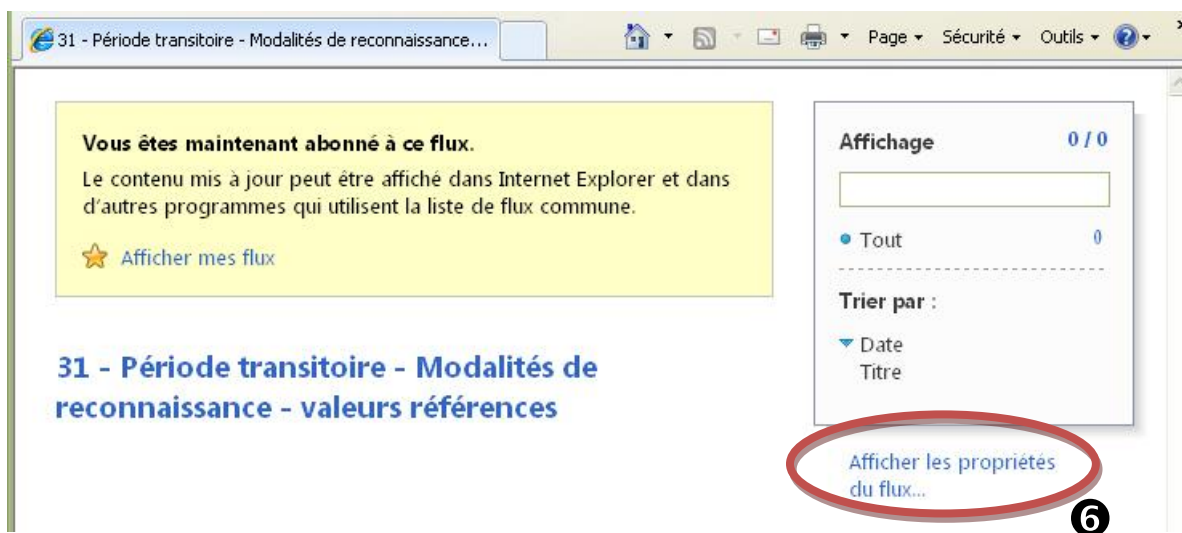 31 - Période transitoire - Modalités de reconnaissance...
Page
Sécurité
Outils
Vous êtes maintenant abonné à ce flux.
Le contenu mis à jour peut être affiché dans Internet Explorer et dans
d'autres programmes qui utilisent la liste de flux commune.
Afficher mes flux
31 - Période transitoire - Modalités de
reconnaissance - valeurs références
Affichage 0 / 0
Tout 0
Trier par :
Date
Titre
Afficher les propriétés
du flux...
❻